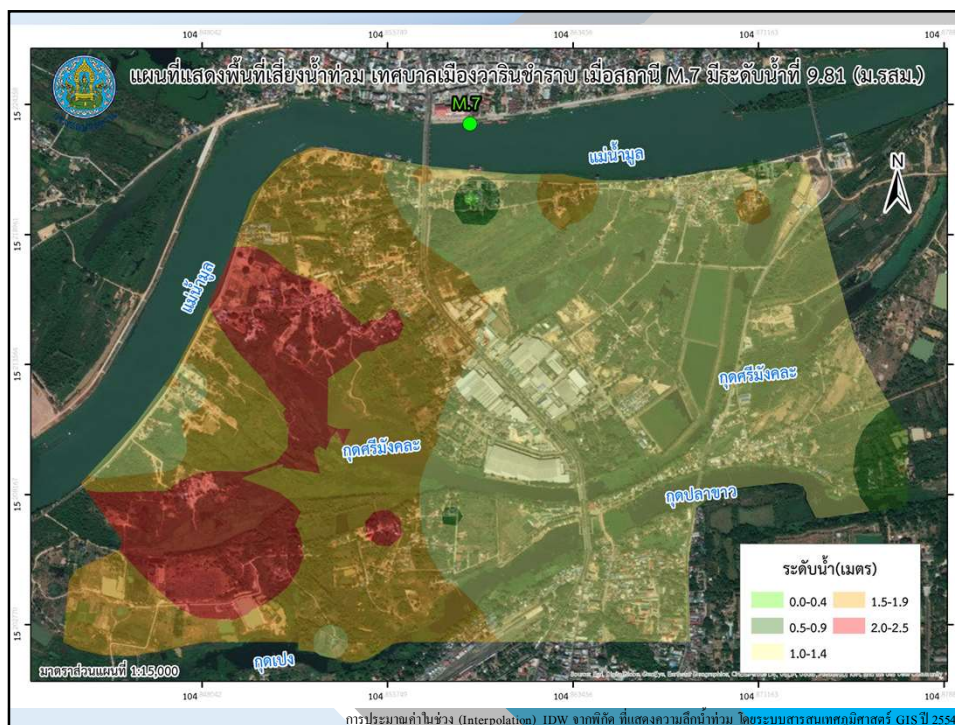 104.849042 104.853749 104.858456 104.863163
แผนที่แสดงพื้นที่เสี่ยงน้ำท่วม เทศบาลเมืองวารินชำราบ เมื่อสถานี M.7 มีระดับน้ำที่ 9.81 (ม.รสม.)
M.7
แม่น้ำมูล
N
แม่น้ำมูล
กุดศรีมังคละ
กุดศรีมังคละ
กุดปลาขาว
ระดับน้ำ(เมตร)
0.0-0.4 1.5-1.9
0.5-0.9 2.0-2.5
1.0-1.4
กุดเป่ง
มาตราส่วนแผนที่ 1:15,000
การประมาณค่าในช่วง (Interpolation) IDW จากพิกัด ที่แสดงความลึกน้ำท่วม โดยระบบสารสนเทศภูมิศาสตร์ GIS ปี 2554